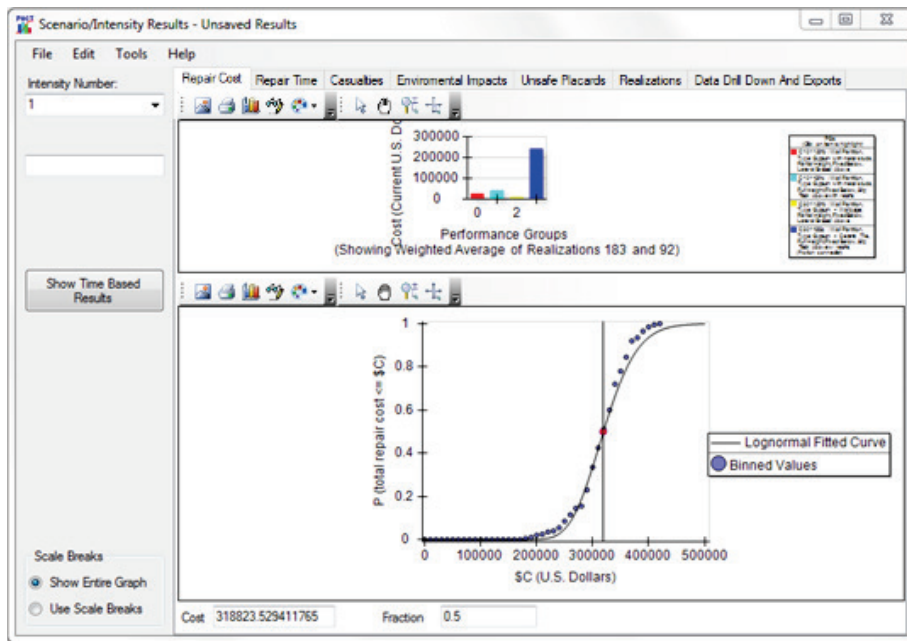 PACT
Scenario/Intensity Results - Unsaved Results
File Edit Tools Help
Intensity Number:
1
Show Time Based
Results
Scale Breaks
Show Entire Graph
Use Scale Breaks
Repair Cost Repair Time Casualties Enviromental Impacts Unsafe Placards Realizations Data Drill Down And Exports
Cost (Current U.S. Do
300000
200000
100000
0
0 2
Performance Groups
(Showing Weighted Average of Realizations 183 and 92)
P (total repair cost <= $C)
1
0.8
0.6
0.4
0.2
0
0 100000 200000 300000 400000 500000
$C (U.S. Dollars)
Lognormal Fitted Curve
Binned Values
Cost 318823.529411765 Fraction 0.5